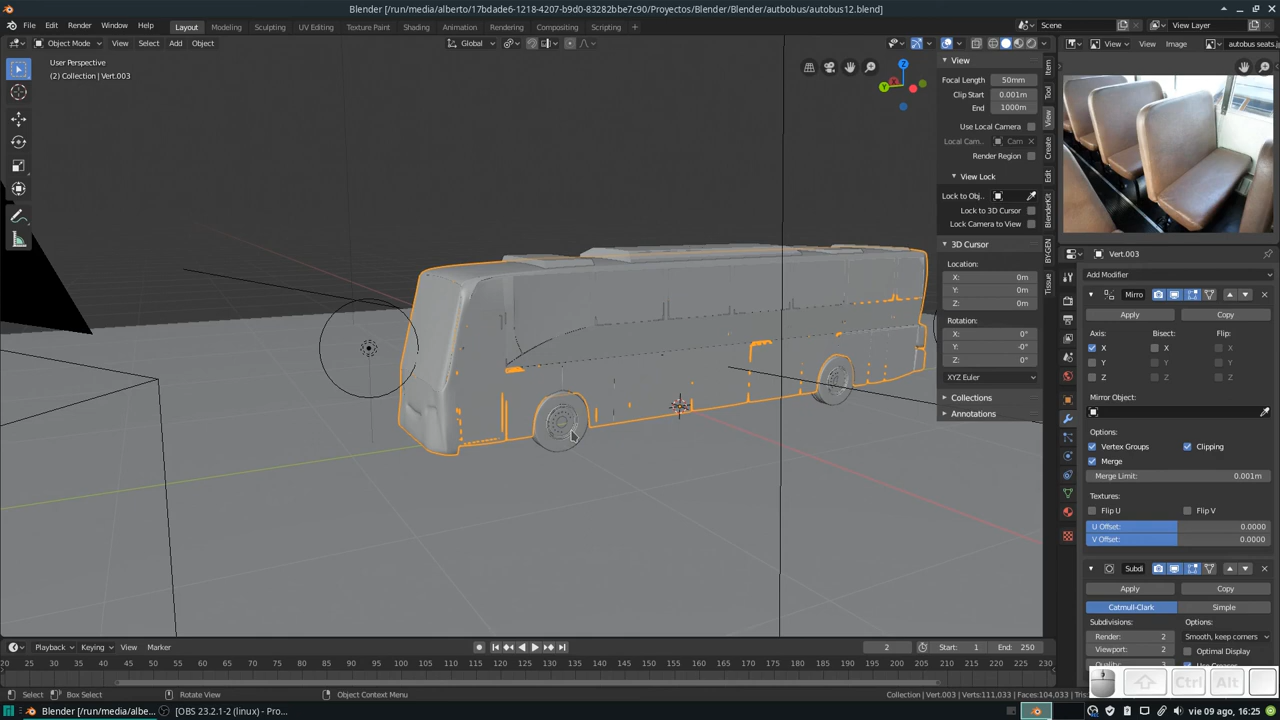 Blender [/run/media/alberto/17bdade6-1218-4207-b9d0-83282bbe7c90/Proyectos/Blender/Blender/autbobus/autobus12.blend]
File Edit Render Window Help Layout Modeling Sculpting UV Editing Texture Paint Shading Animation Rendering Compositing Scripting Scene View Layer
Object Mode View Select Add Object Global View Image autobus seats.
User Perspective
(2) Collection | Vert.003
View
Focal Length 50mm
Clip Start 0.001m
End 1000m
Use Local Camera
Local Cam.. Cam
Render Region
View Lock
Lock to Obj..
Lock to 3D Cursor
Lock Camera to View
3D Cursor
Location:
X: 0m
Y: 0m
Z: 0m
Rotation:
X: 0°
Y: -0°
Z: 0°
XYZ Euler
Collections
Annotations
Item
Tool
View
Create
Edit
BlenderKit
BY-GEN
Tissue
Z
Y
X
Vert.003
Add Modifier
Mirro
Apply Copy
Axis: Bisect: Flip:
X X X
Y Y Y
Z Z Z
Mirror Object:
Options:
Vertex Groups Clipping
Merge
Merge Limit: 0.001m
Textures:
Flip U Flip V
U Offset: 0.0000
V Offset: 0.0000
Subdi
Apply Copy
Catmull-Clark Simple
Subdivisions: Options:
Render: 2 Smooth, keep corners
Viewport: 2 Optimal Display
Playback Keying View Marker 2 Start: 1 End: 250
20 25 30 35 40 45 50 55 60 65 70 75 80 85 90 95 100 105 110 115 120 125 130 135 140 145 150 155 160 165 170 175 180 185 190 195 200 205 210 215 220 225 230
Select Box Select Rotate View Object Context Menu Collection | Vert.003 | Verts:111,033 | Faces:104,033 | Tris
Ctrl Alt
Blender [/run/media/albe... [OBS 23.2.1-2 (linux) - Pro... vie 09 ago, 16:25